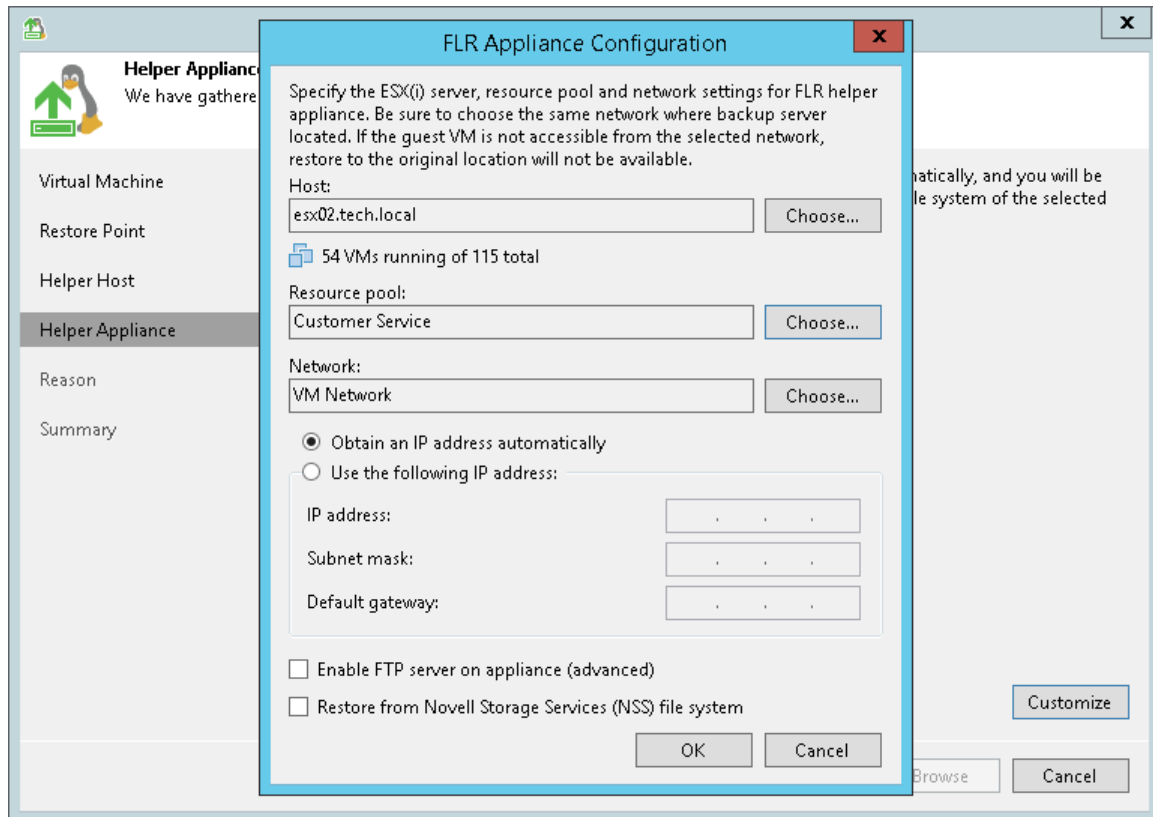 x
FLR Appliance Configuration
x
Helper Applianc
We have gathere
Specify the ESX(i) server, resource pool and network settings for FLR helper
appliance. Be sure to choose the same network where backup server
located. If the guest VM is not accessible from the selected network,
restore to the original location will not be available.
Virtual Machine
Restore Point
Helper Host
Helper Appliance
Reason
Summary
Host:
esx02.tech.local
Choose...
54 VMs running of 115 total
Resource pool:
Customer Service
Choose...
Network:
VM Network
Choose...
Obtain an IP address automatically
Use the following IP address:
IP address:
. . .
Subnet mask:
. . .
Default gateway:
. . .
Enable FTP server on appliance (advanced)
Restore from Novell Storage Services (NSS) file system
OK
Cancel
natically, and you will be
le system of the selected
Customize
Browse
Cancel